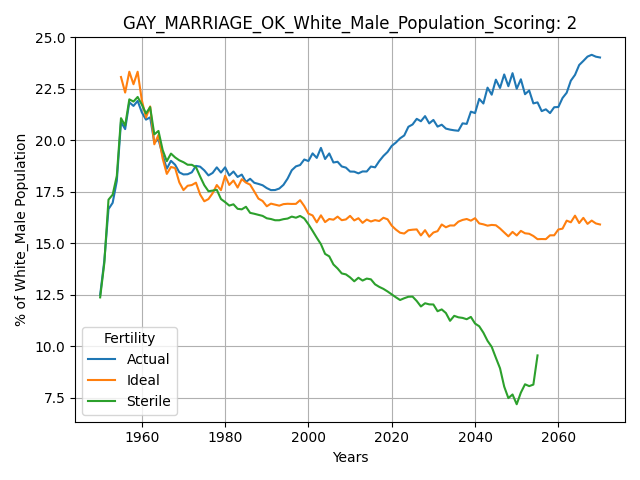 GAY_MARRIAGE_OK_White_Male_Population_Scoring: 2
% of White_Male Population
25.0
22.5
20.0
17.5
15.0
12.5
10.0
7.5
Fertility
Actual
Ideal
Sterile
1960 1980 2000 2020 2040 2060
Years